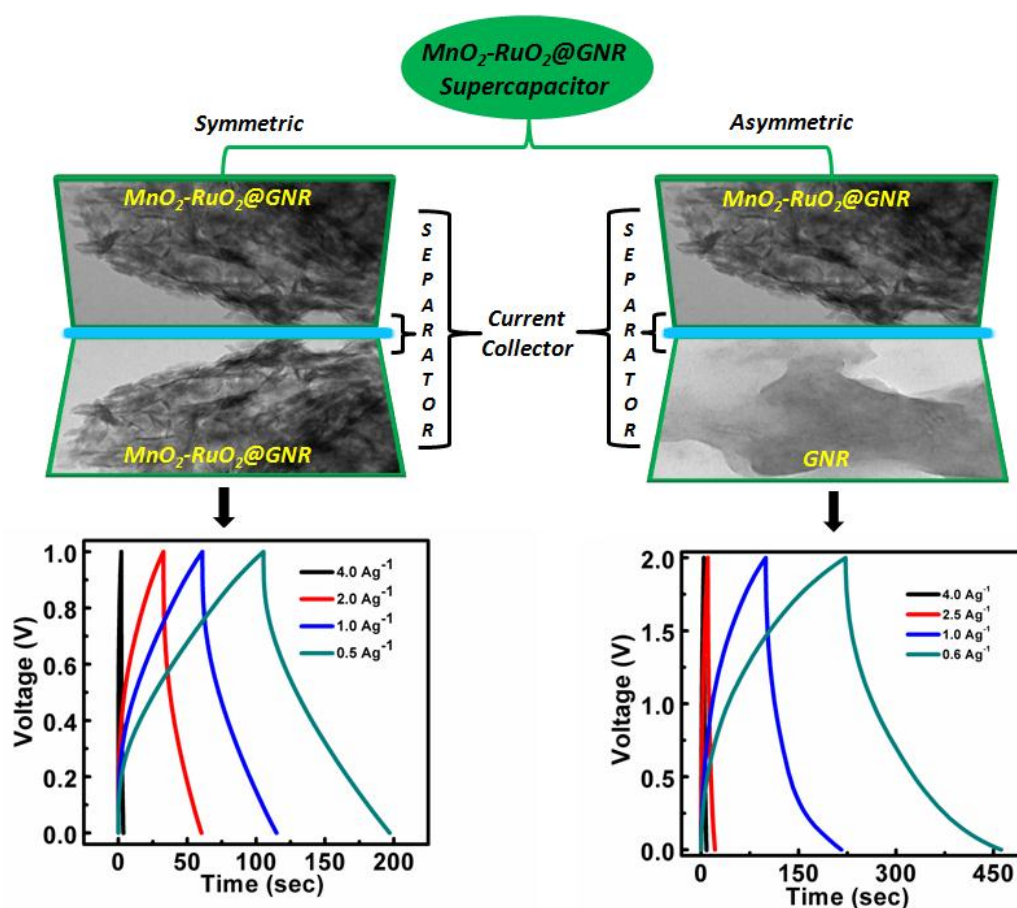 MnO₂-RuO₂@GNR
Supercapacitor
Symmetric
Asymmetric
MnO₂-RuO₂@GNR
MnO₂-RuO₂@GNR
SEPARATOR
Current
Collector
SEPARATOR
MnO₂-RuO₂@GNR
GNR
1.0
0.8
0.6
0.4
0.2
0.0
Voltage (V)
4.0 Ag⁻¹
2.0 Ag⁻¹
1.0 Ag⁻¹
0.5 Ag⁻¹
0 50 100 150 200
Time (sec)
2.0
1.5
1.0
0.5
0.0
Voltage (V)
4.0 Ag⁻¹
2.5 Ag⁻¹
1.0 Ag⁻¹
0.6 Ag⁻¹
0 150 300 450
Time (sec)